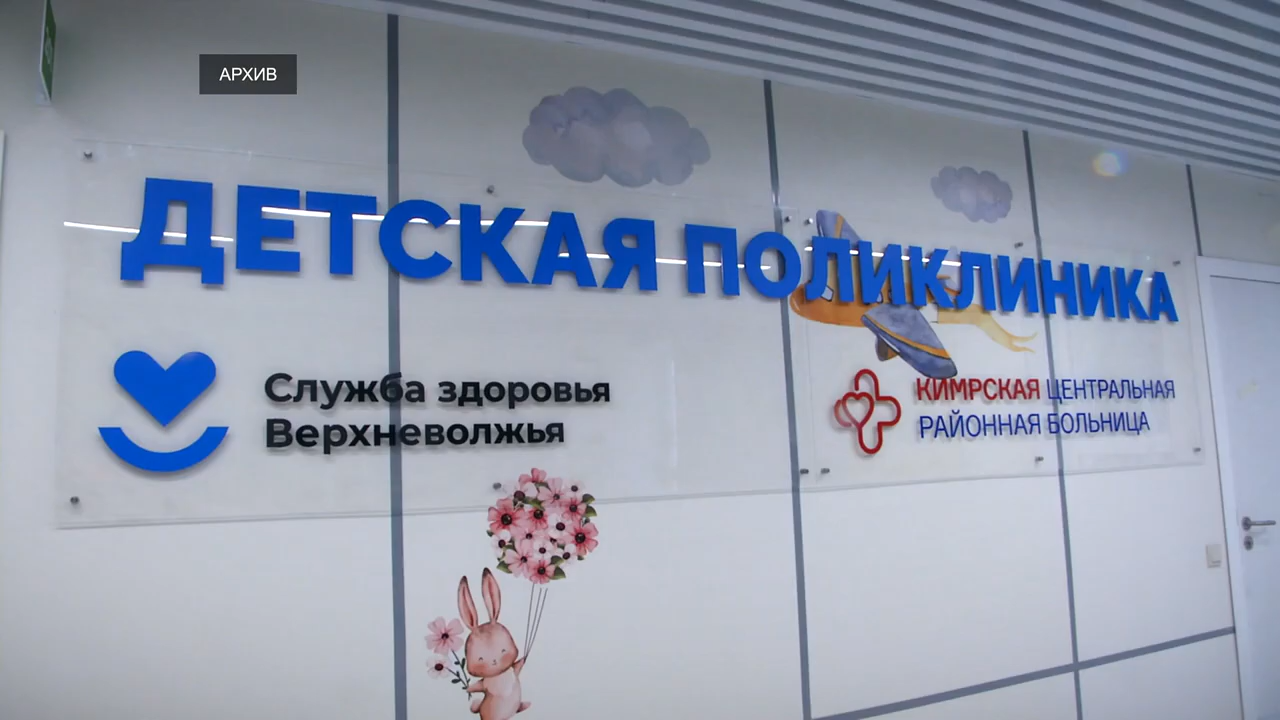 АРХИВ
ДЕТСКАЯ ПОЛИКЛИНИКА
Служба здоровья
Верхневолжья
КИМРСКАЯ ЦЕНТРАЛЬНАЯ
РАЙОННАЯ БОЛЬНИЦА